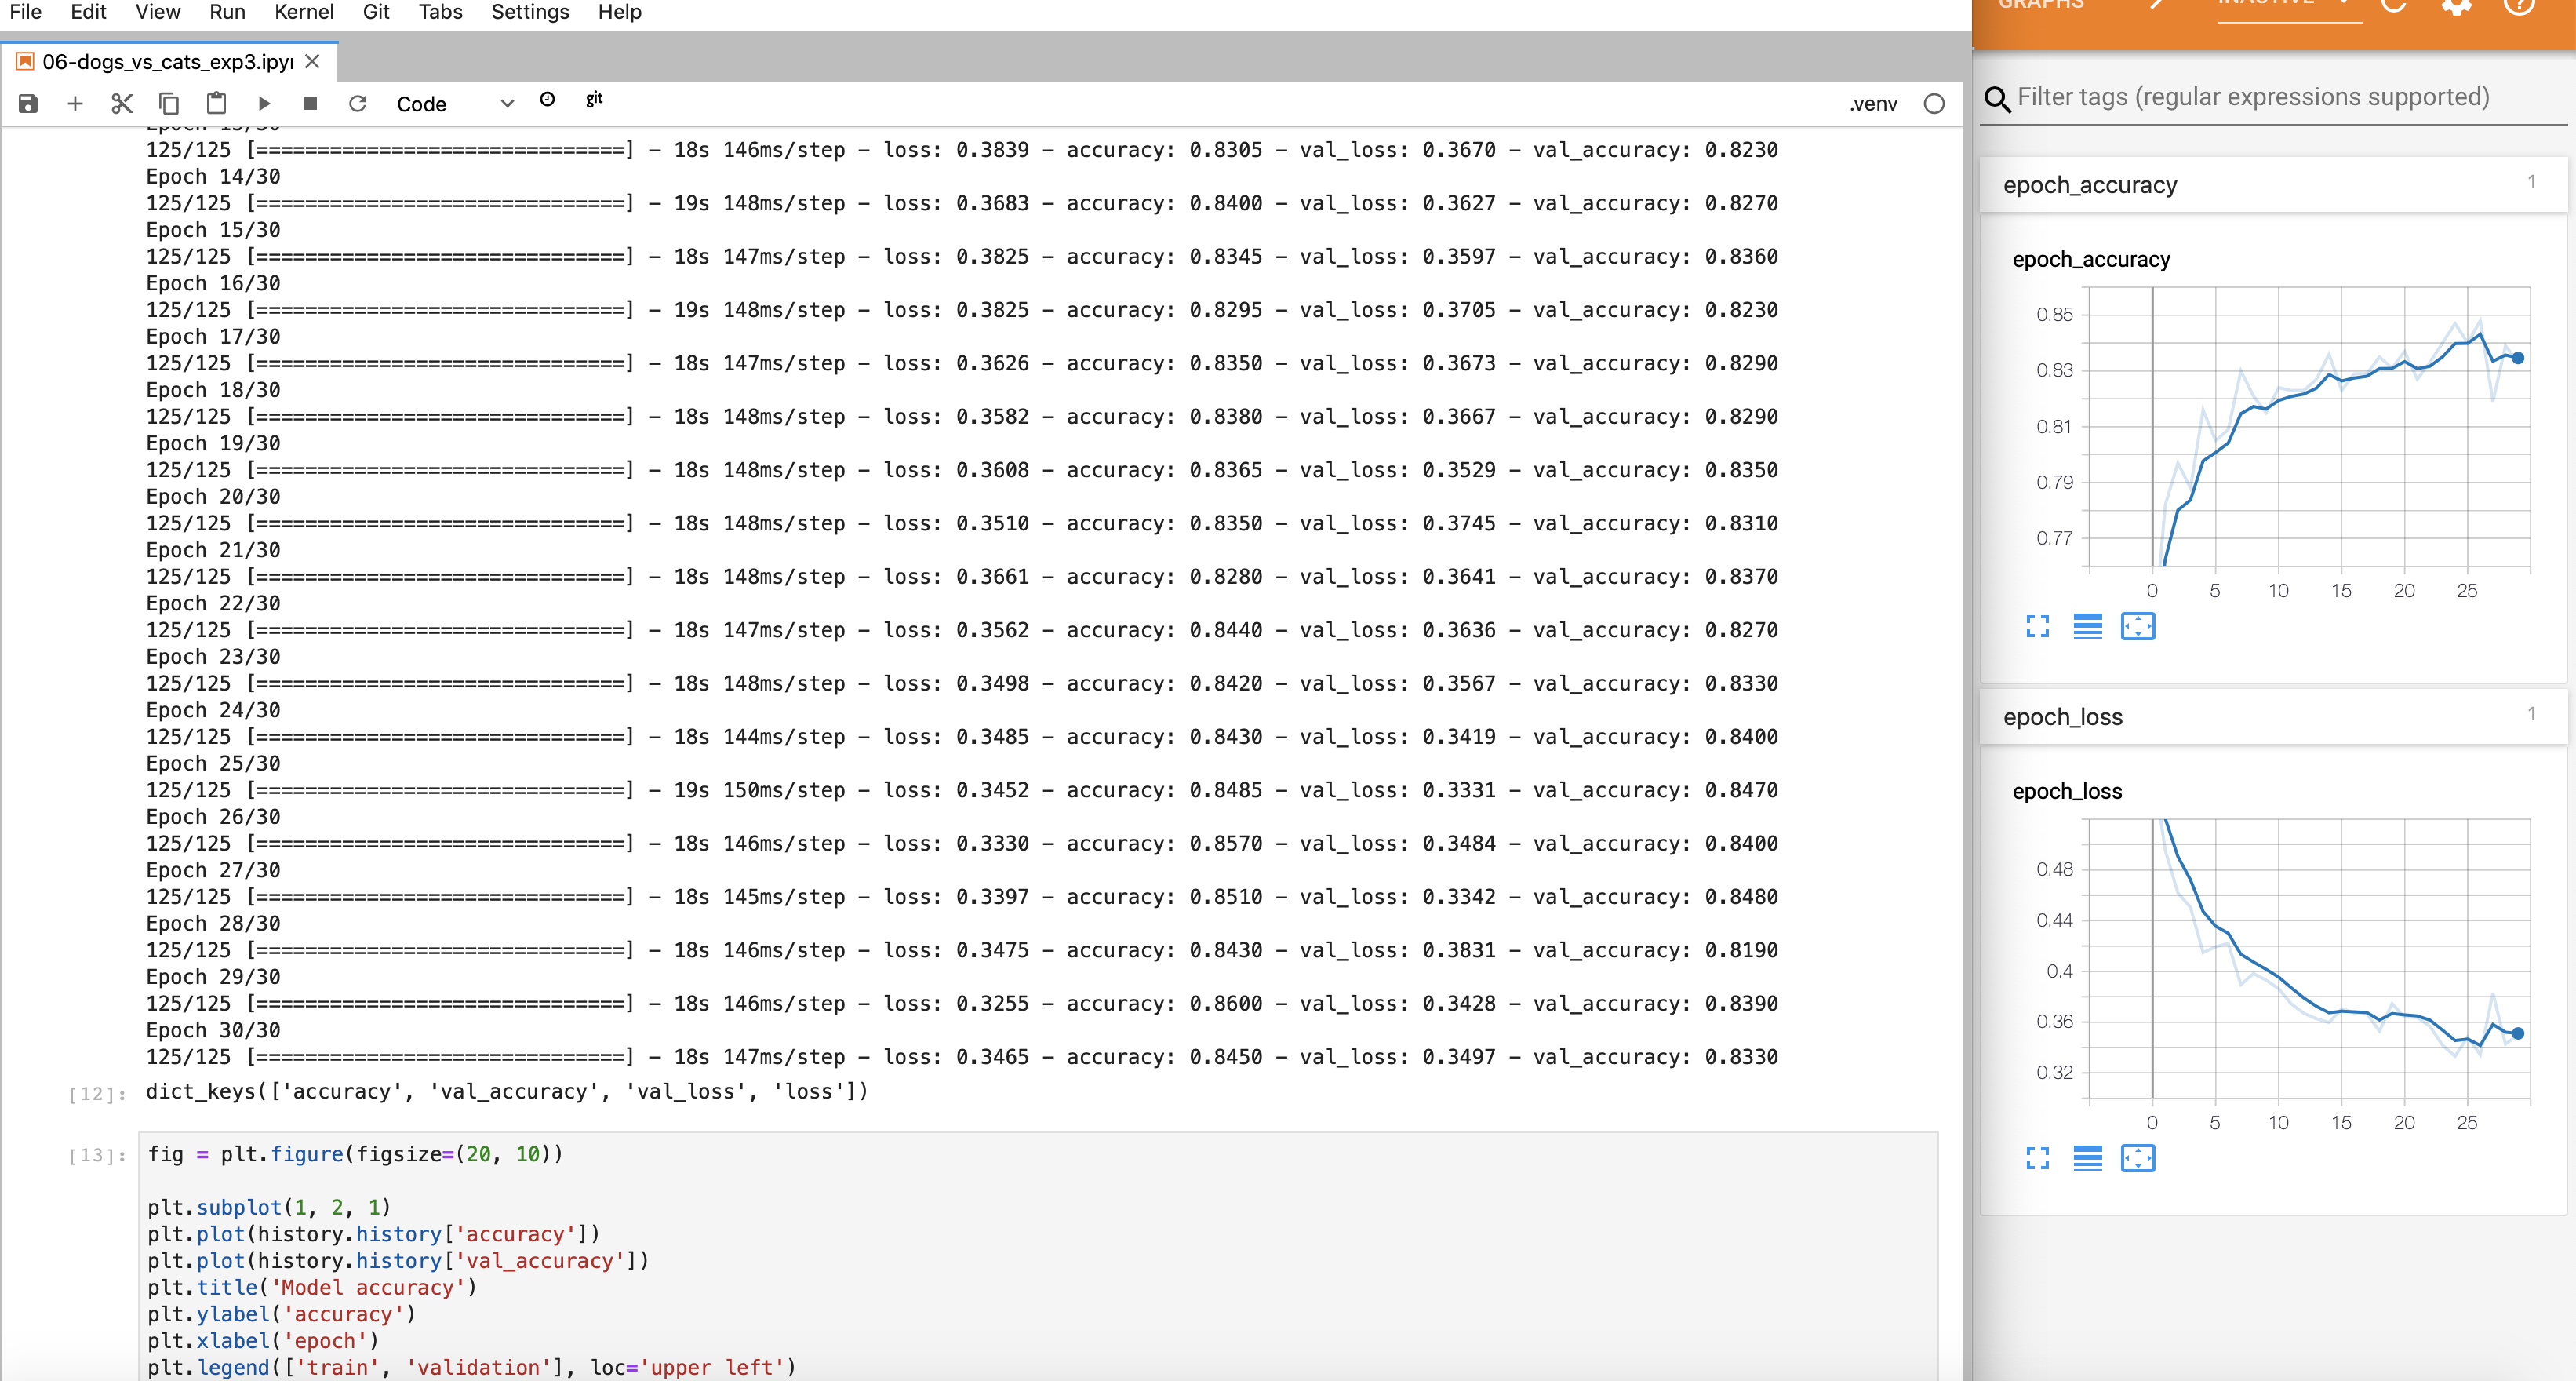 File Edit View Run Kernel Git Tabs Settings Help
06-dogs_vs_cats_exp3.ipyn
Code git .venv
Epoch 13/30
125/125 [==============================] - 18s 146ms/step - loss: 0.3839 - accuracy: 0.8305 - val_loss: 0.3670 - val_accuracy: 0.8230
Epoch 14/30
125/125 [==============================] - 19s 148ms/step - loss: 0.3683 - accuracy: 0.8400 - val_loss: 0.3627 - val_accuracy: 0.8270
Epoch 15/30
125/125 [==============================] - 18s 147ms/step - loss: 0.3825 - accuracy: 0.8345 - val_loss: 0.3597 - val_accuracy: 0.8360
Epoch 16/30
125/125 [==============================] - 19s 148ms/step - loss: 0.3825 - accuracy: 0.8295 - val_loss: 0.3705 - val_accuracy: 0.8230
Epoch 17/30
125/125 [==============================] - 18s 147ms/step - loss: 0.3626 - accuracy: 0.8350 - val_loss: 0.3673 - val_accuracy: 0.8290
Epoch 18/30
125/125 [==============================] - 18s 148ms/step - loss: 0.3582 - accuracy: 0.8380 - val_loss: 0.3667 - val_accuracy: 0.8290
Epoch 19/30
125/125 [==============================] - 18s 148ms/step - loss: 0.3608 - accuracy: 0.8365 - val_loss: 0.3529 - val_accuracy: 0.8350
Epoch 20/30
125/125 [==============================] - 18s 148ms/step - loss: 0.3510 - accuracy: 0.8350 - val_loss: 0.3745 - val_accuracy: 0.8310
Epoch 21/30
125/125 [==============================] - 18s 148ms/step - loss: 0.3661 - accuracy: 0.8280 - val_loss: 0.3641 - val_accuracy: 0.8370
Epoch 22/30
125/125 [==============================] - 18s 147ms/step - loss: 0.3562 - accuracy: 0.8440 - val_loss: 0.3636 - val_accuracy: 0.8270
Epoch 23/30
125/125 [==============================] - 18s 148ms/step - loss: 0.3498 - accuracy: 0.8420 - val_loss: 0.3567 - val_accuracy: 0.8330
Epoch 24/30
125/125 [==============================] - 18s 144ms/step - loss: 0.3485 - accuracy: 0.8430 - val_loss: 0.3419 - val_accuracy: 0.8400
Epoch 25/30
125/125 [==============================] - 19s 150ms/step - loss: 0.3452 - accuracy: 0.8485 - val_loss: 0.3331 - val_accuracy: 0.8470
Epoch 26/30
125/125 [==============================] - 18s 146ms/step - loss: 0.3330 - accuracy: 0.8570 - val_loss: 0.3484 - val_accuracy: 0.8400
Epoch 27/30
125/125 [==============================] - 18s 145ms/step - loss: 0.3397 - accuracy: 0.8510 - val_loss: 0.3342 - val_accuracy: 0.8480
Epoch 28/30
125/125 [==============================] - 18s 146ms/step - loss: 0.3475 - accuracy: 0.8430 - val_loss: 0.3831 - val_accuracy: 0.8190
Epoch 29/30
125/125 [==============================] - 18s 146ms/step - loss: 0.3255 - accuracy: 0.8600 - val_loss: 0.3428 - val_accuracy: 0.8390
Epoch 30/30
125/125 [==============================] - 18s 147ms/step - loss: 0.3465 - accuracy: 0.8450 - val_loss: 0.3497 - val_accuracy: 0.8330
[12]: dict_keys(['accuracy', 'val_accuracy', 'val_loss', 'loss'])
[13]: fig = plt.figure(figsize=(20, 10))
plt.subplot(1, 2, 1)
plt.plot(history.history['accuracy'])
plt.plot(history.history['val_accuracy'])
plt.title('Model accuracy')
plt.ylabel('accuracy')
plt.xlabel('epoch')
plt.legend(['train', 'validation'], loc='upper left')
GRAPHS INACTIVE
Filter tags (regular expressions supported)
epoch_accuracy 1
epoch_accuracy
0.85
0.83
0.81
0.79
0.77
0 5 10 15 20 25
epoch_loss 1
epoch_loss
0.48
0.44
0.4
0.36
0.32
0 5 10 15 20 25